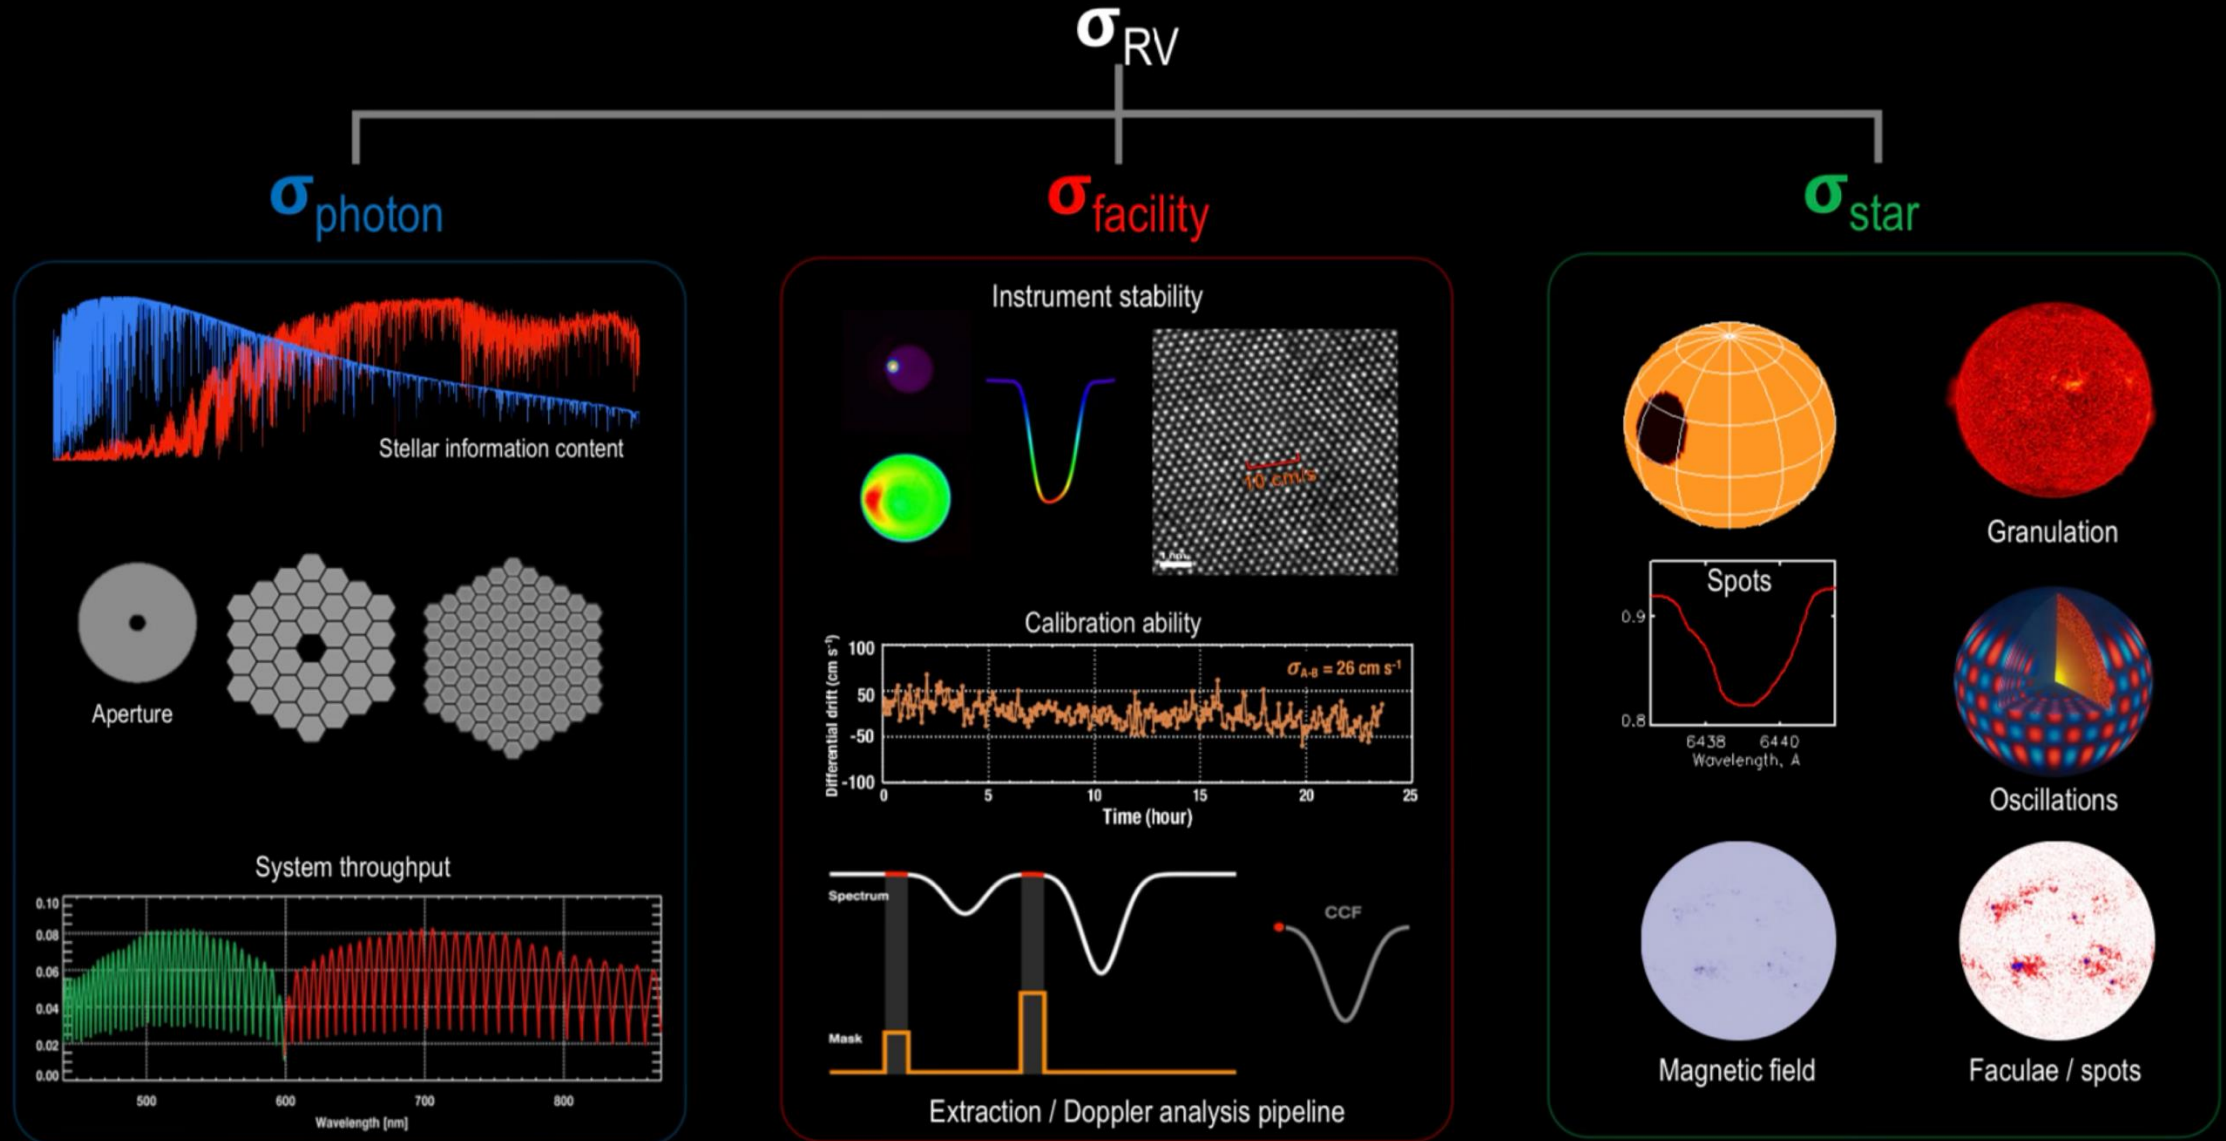 σRV
σphoton
σfacility
σstar
Stellar information content
Aperture
System throughput
0.10
0.08
0.06
0.04
0.02
0.00
500 600 700 800
Wavelength [nm]
Instrument stability
10 cm/s
1 nm
Calibration ability
Differential drift (cm s⁻¹)
100
50
-50
-100
σA-B = 26 cm s⁻¹
0 5 10 15 20 25
Time (hour)
Spectrum
CCF
Mask
Extraction / Doppler analysis pipeline
Granulation
Spots
0.9
0.8
6438 6440
Wavelength, A
Oscillations
Magnetic field
Faculae / spots